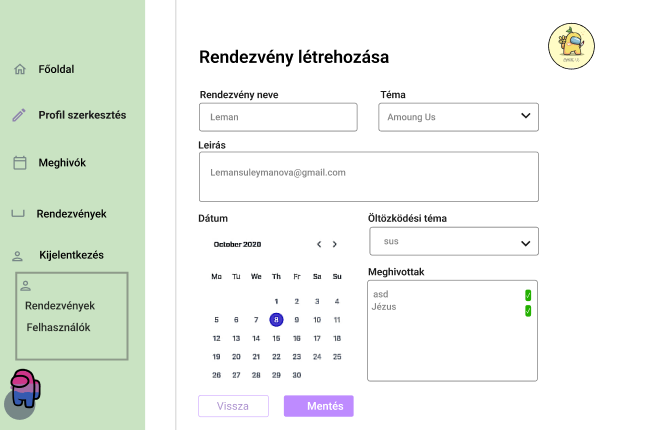 Főoldal
Profil szerkesztés
Meghivók
Rendezvények
Kijelentkezés
Rendezvények
Felhasználók
Rendezvény létrehozása
Rendezvény neve
Leman
Téma
Amoung Us
Leirás
Lemansuleymanova@gmail.com
Dátum
October 2020
Mo Tu We Th Fr Sa Su
1 2 3 4
5 6 7 8 9 10 11
12 13 14 15 16 17 18
19 20 21 22 23 24 25
26 27 28 29 30
Öltözködési téma
sus
Meghivottak
asd
Jézus
Vissza
Mentés